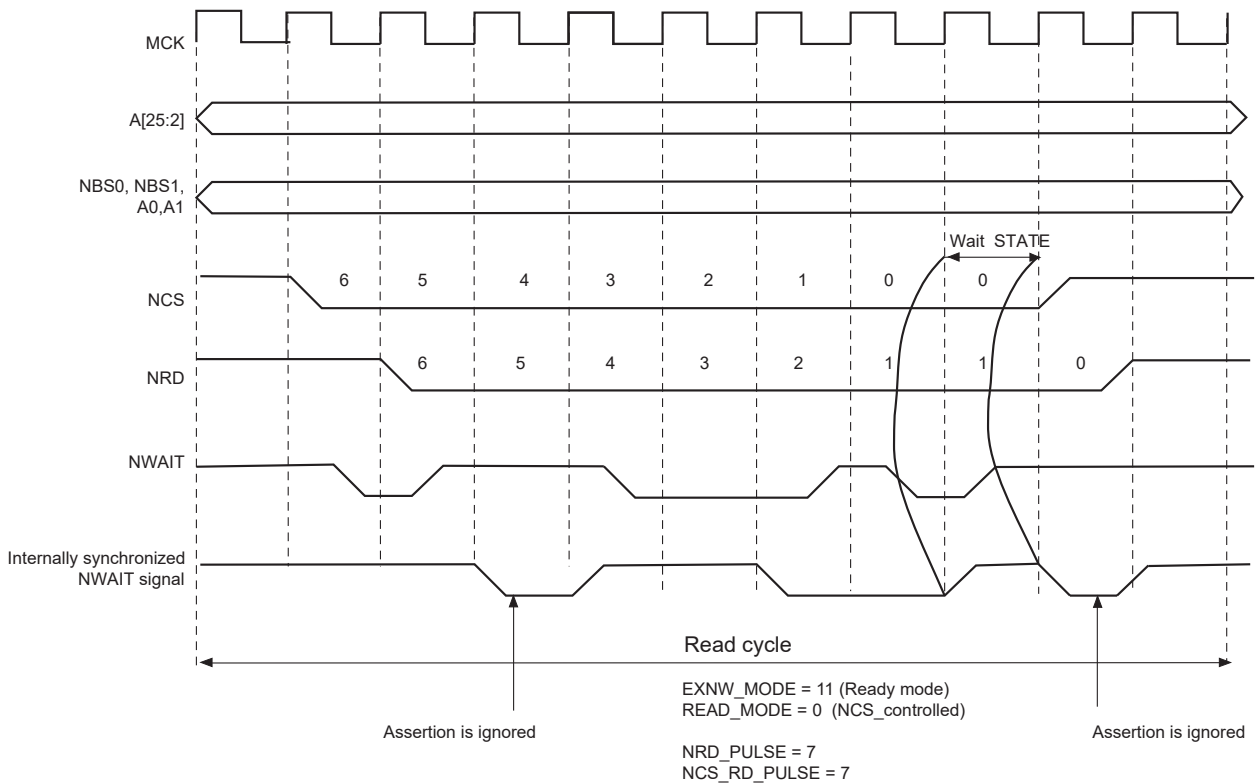 MCK
A[25:2]
NBS0, NBS1,
A0,A1
Wait STATE
NCS
6 5 4 3 2 1 0 0
NRD
6 5 4 3 2 1 1 0
NWAIT
Internally synchronized
NWAIT signal
Read cycle
EXNW_MODE = 11 (Ready mode)
READ_MODE = 0 (NCS_controlled)
Assertion is ignored
Assertion is ignored
NRD_PULSE = 7
NCS_RD_PULSE = 7